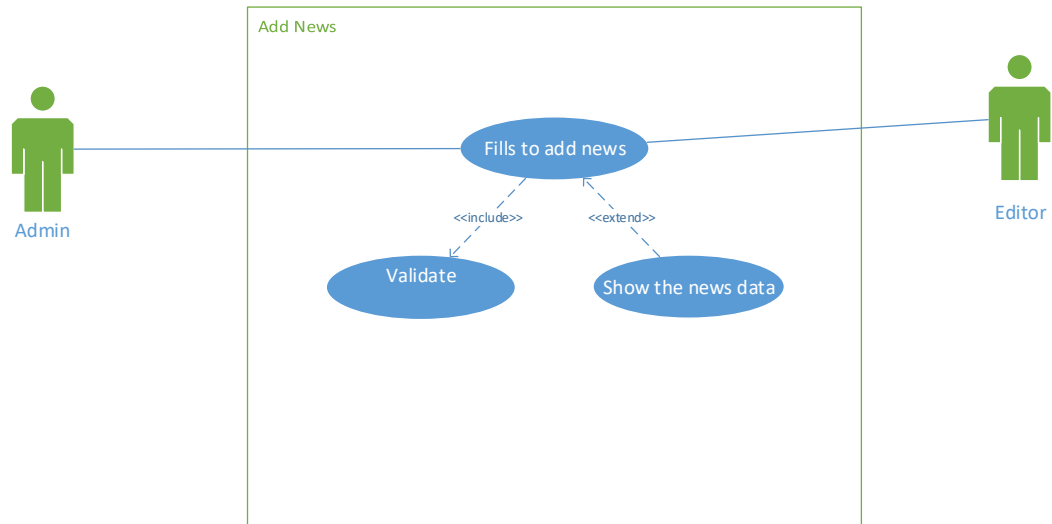 Add News
Fills to add news
Admin
Editor
<<include>>
<<extend>>
Validate
Show the news data